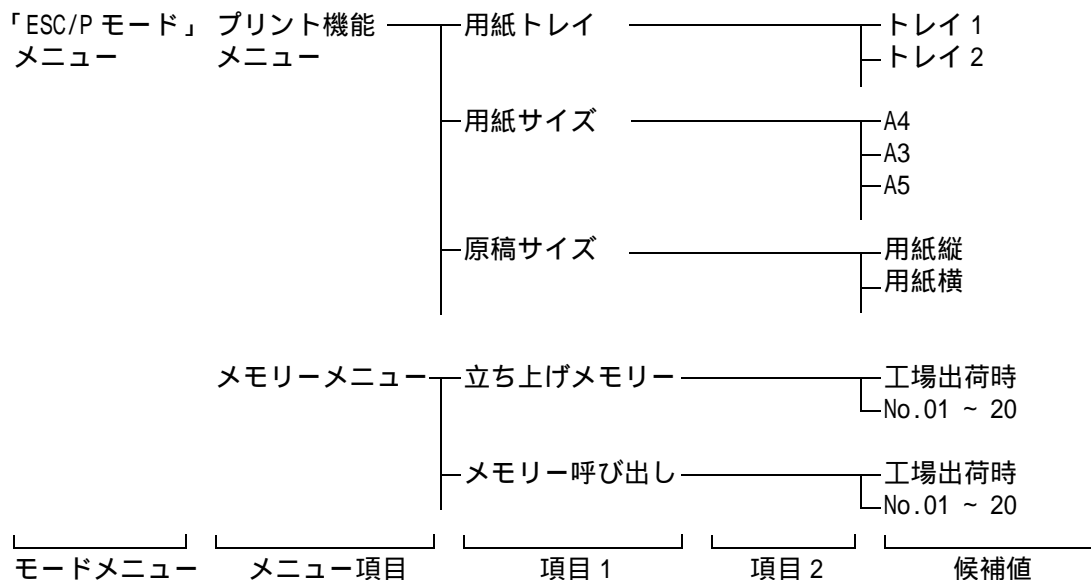 「ESC/P モード」 プリント機能 用紙トレイ トレイ 1
メニュー メニュー トレイ 2
用紙サイズ A4
A3
A5
原稿サイズ 用紙縦
用紙横
メモリーメニュー 立ち上げメモリー 工場出荷時
No.01 ~ 20
メモリー呼び出し 工場出荷時
No.01 ~ 20
モードメニュー メニュー項目 項目 1 項目 2 候補値